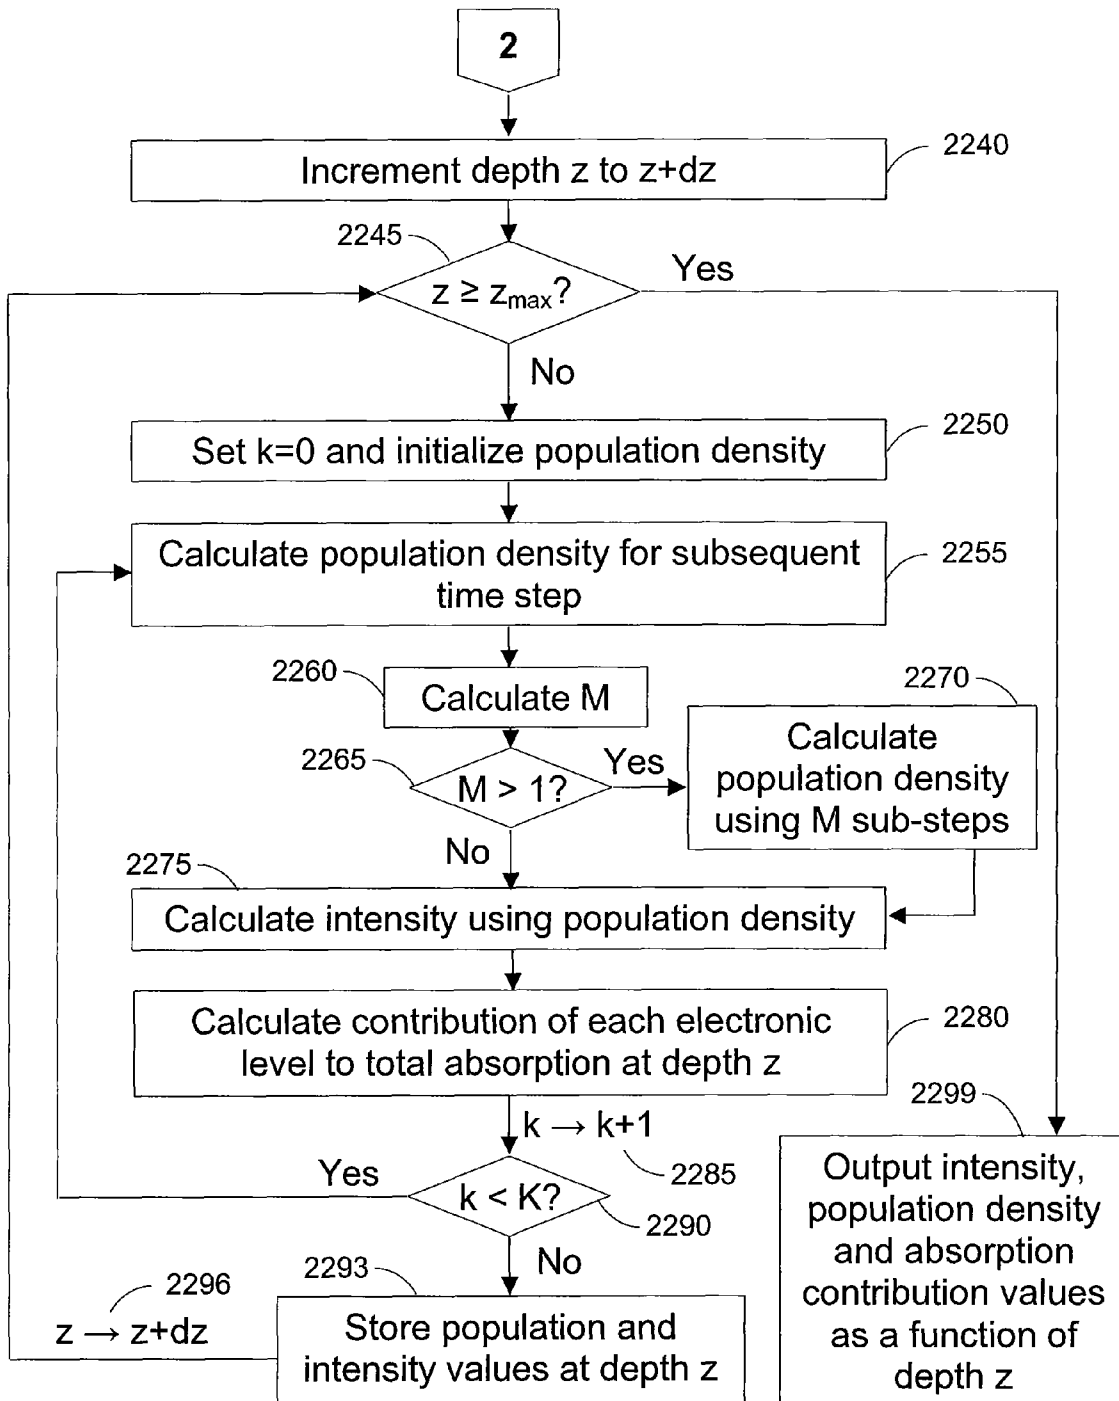 2
Increment depth z to z+dz
2240
2245
z ≥ zmax?
Yes
No
Set k=0 and initialize population density
2250
Calculate population density for subsequent
time step
2255
2260
Calculate M
2265
M > 1?
Yes
No
2270
Calculate
population density
using M sub-steps
2275
Calculate intensity using population density
Calculate contribution of each electronic
level to total absorption at depth z
2280
k → k+1
2285
Yes
k < K?
2290
No
2293
Store population and
intensity values at depth z
2296
z → z+dz
2299
Output intensity,
population density
and absorption
contribution values
as a function of
depth z